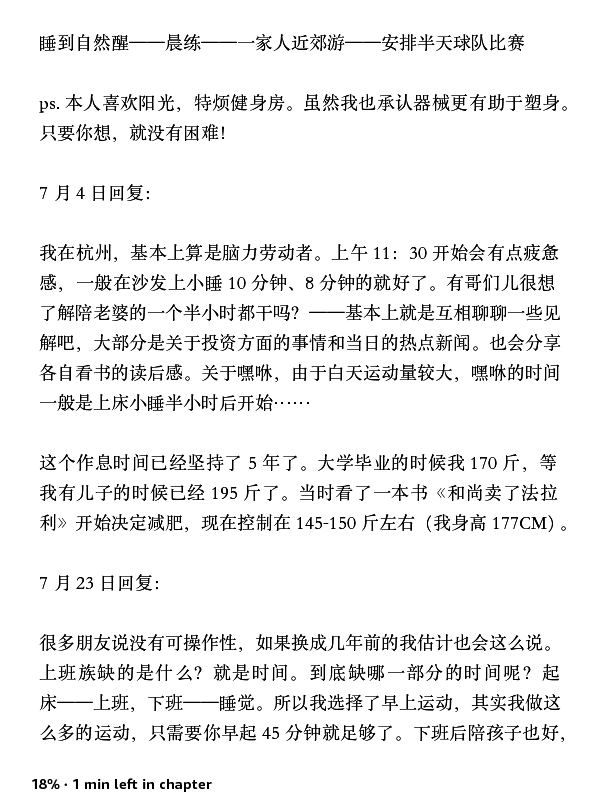 睡到自然醒——晨练——一家人近郊游——安排半天球队比赛
ps. 本人喜欢阳光，特烦健身房。虽然我也承认器械更有助于塑身。
只要你想，就没有困难！
7 月 4 日回复：
我在杭州，基本上算是脑力劳动者。上午 11：30 开始会有点疲惫
感，一般在沙发上小睡 10 分钟、8 分钟的就好了。有哥们儿很想
了解陪老婆的一个半小时都干吗？——基本上就是互相聊聊一些见
解吧，大部分是关于投资方面的事情和当日的热点新闻。也会分享
各自看书的读后感。关于嘿咻，由于白天运动量较大，嘿咻的时间
一般是上床小睡半小时后开始……
这个作息时间已经坚持了 5 年了。大学毕业的时候我 170 斤，等
我有儿子的时候已经 195 斤了。当时看了一本书《和尚卖了法拉
利》开始决定减肥，现在控制在 145-150 斤左右（我身高 177CM）。
7 月 23 日回复：
很多朋友说没有可操作性，如果换成几年前的我估计也会这么说。
上班族缺的是什么？就是时间。到底缺哪一部分的时间呢？起
床——上班，下班——睡觉。所以我选择了早上运动，其实我做这
么多的运动，只需要你早起 45 分钟就足够了。下班后陪孩子也好，
18% · 1 min left in chapter